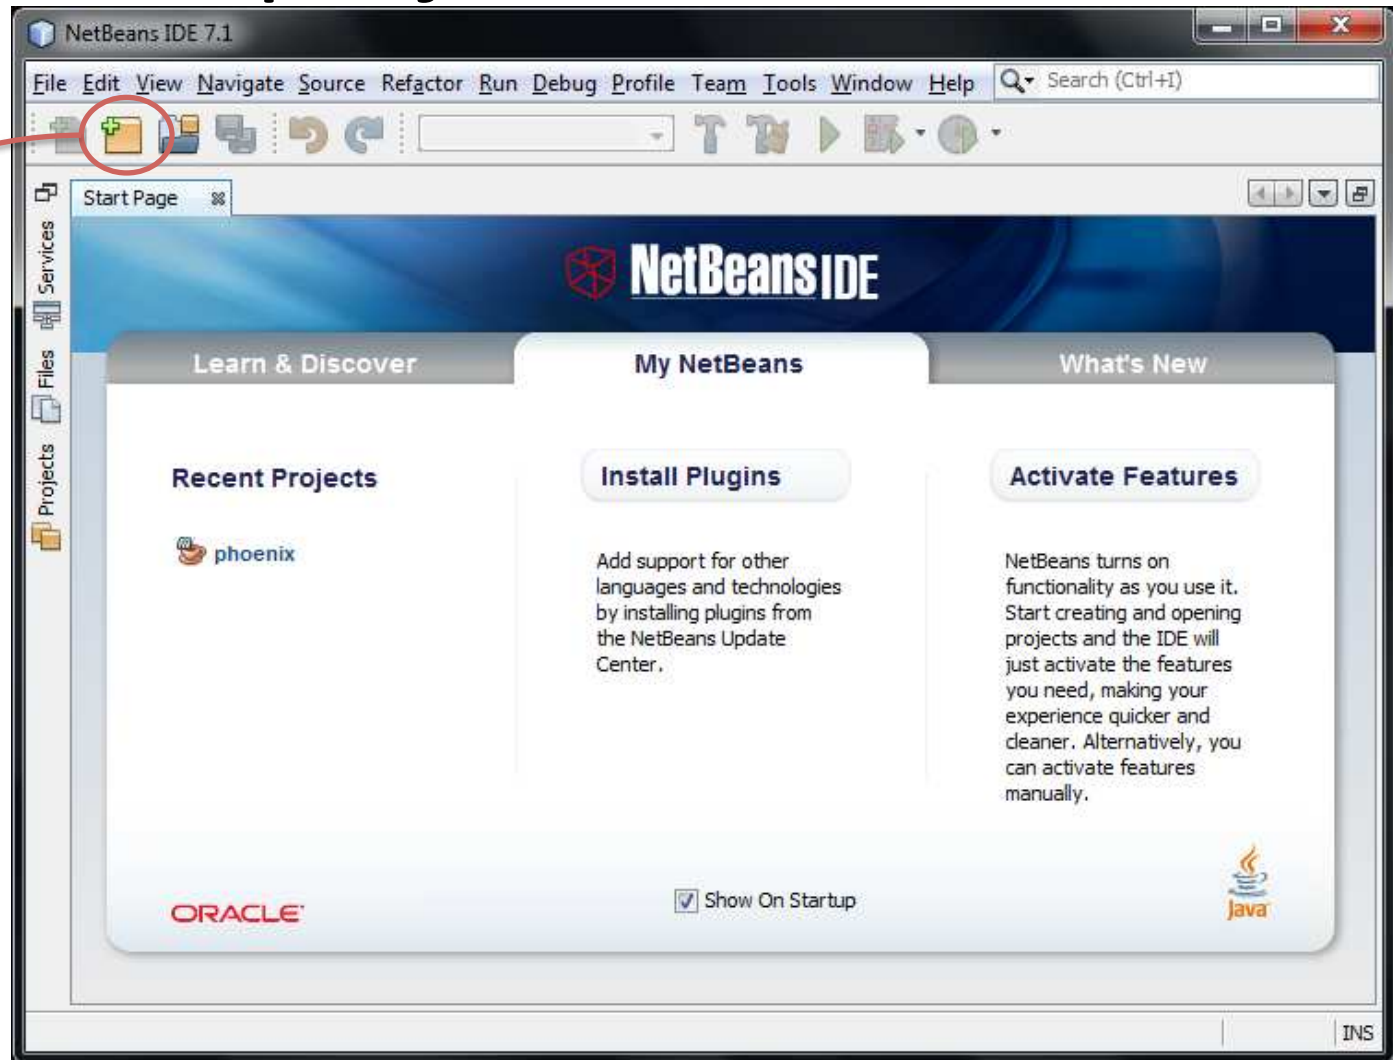 NetBeans IDE 7.1
File Edit View Navigate Source Refactor Run Debug Profile Team Tools Window Help Search (Ctrl+I)
Start Page
Services
Files
Projects
NetBeans IDE
Learn & Discover
My NetBeans
What's New
Recent Projects
phoenix
Install Plugins
Add support for other
languages and technologies
by installing plugins from
the NetBeans Update
Center.
Activate Features
NetBeans turns on
functionality as you use it.
Start creating and opening
projects and the IDE will
just activate the features
you need, making your
experience quicker and
cleaner. Alternatively, you
can activate features
manually.
ORACLE
Show On Startup
Java
INS